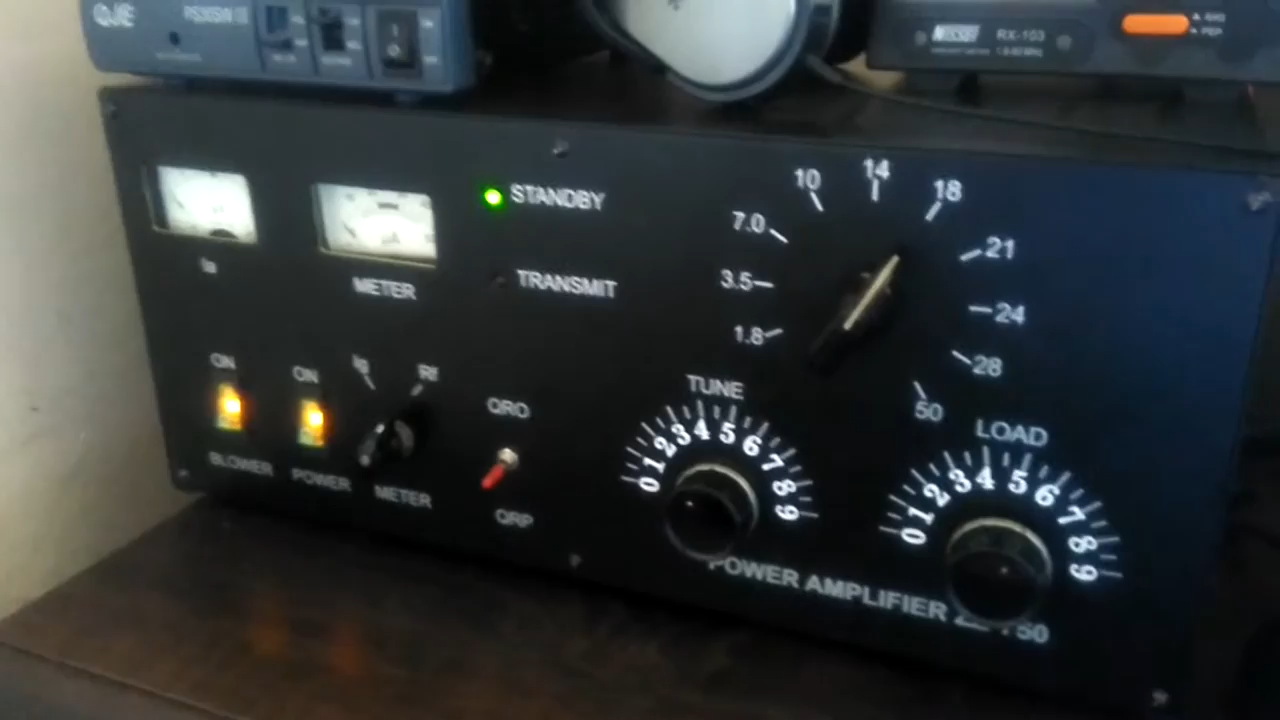 QJE
RX-103
STANDBY
TRANSMIT
Ia
METER
ON
ON
Ig
Rf
BLOWER
POWER
METER
QRO
QRP
1.8
3.5
7.0
10
14
18
21
24
28
50
TUNE
0 1 2 3 4 5 6 7 8 9
LOAD
0 1 2 3 4 5 6 7 8 9
POWER AMPLIFIER